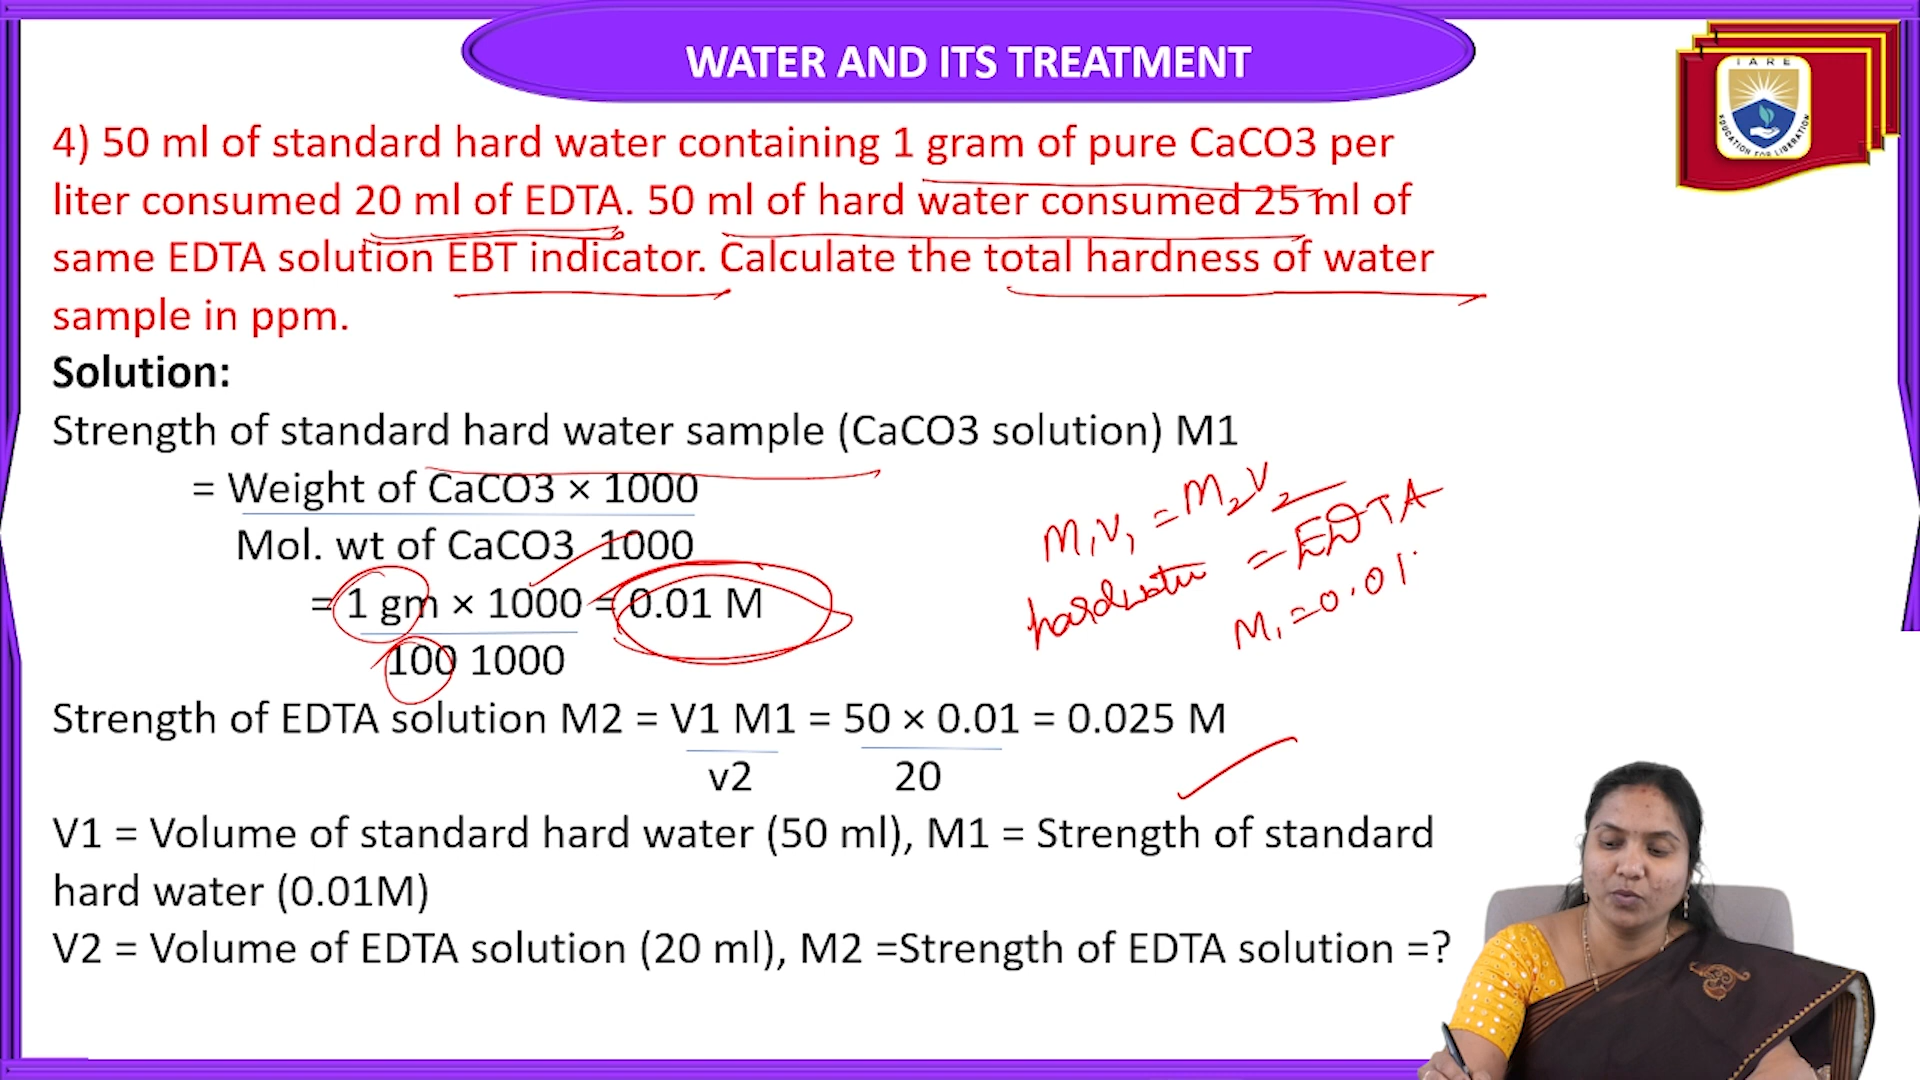 WATER AND ITS TREATMENT
IARE
EDUCATION FOR LIBERATION
4) 50 ml of standard hard water containing 1 gram of pure CaCO3 per
liter consumed 20 ml of EDTA. 50 ml of hard water consumed 25 ml of
same EDTA solution EBT indicator. Calculate the total hardness of water
sample in ppm.
Solution:
Strength of standard hard water sample (CaCO3 solution) M1
= Weight of CaCO3 × 1000
Mol. wt of CaCO3 1000
= 1 gm × 1000 = 0.01 M
100 1000
M1V1 = M2V2
hardwater = EDTA
M1 = 0.01
Strength of EDTA solution M2 = V1 M1 = 50 × 0.01 = 0.025 M
v2 20
V1 = Volume of standard hard water (50 ml), M1 = Strength of standard
hard water (0.01M)
V2 = Volume of EDTA solution (20 ml), M2 =Strength of EDTA solution =?